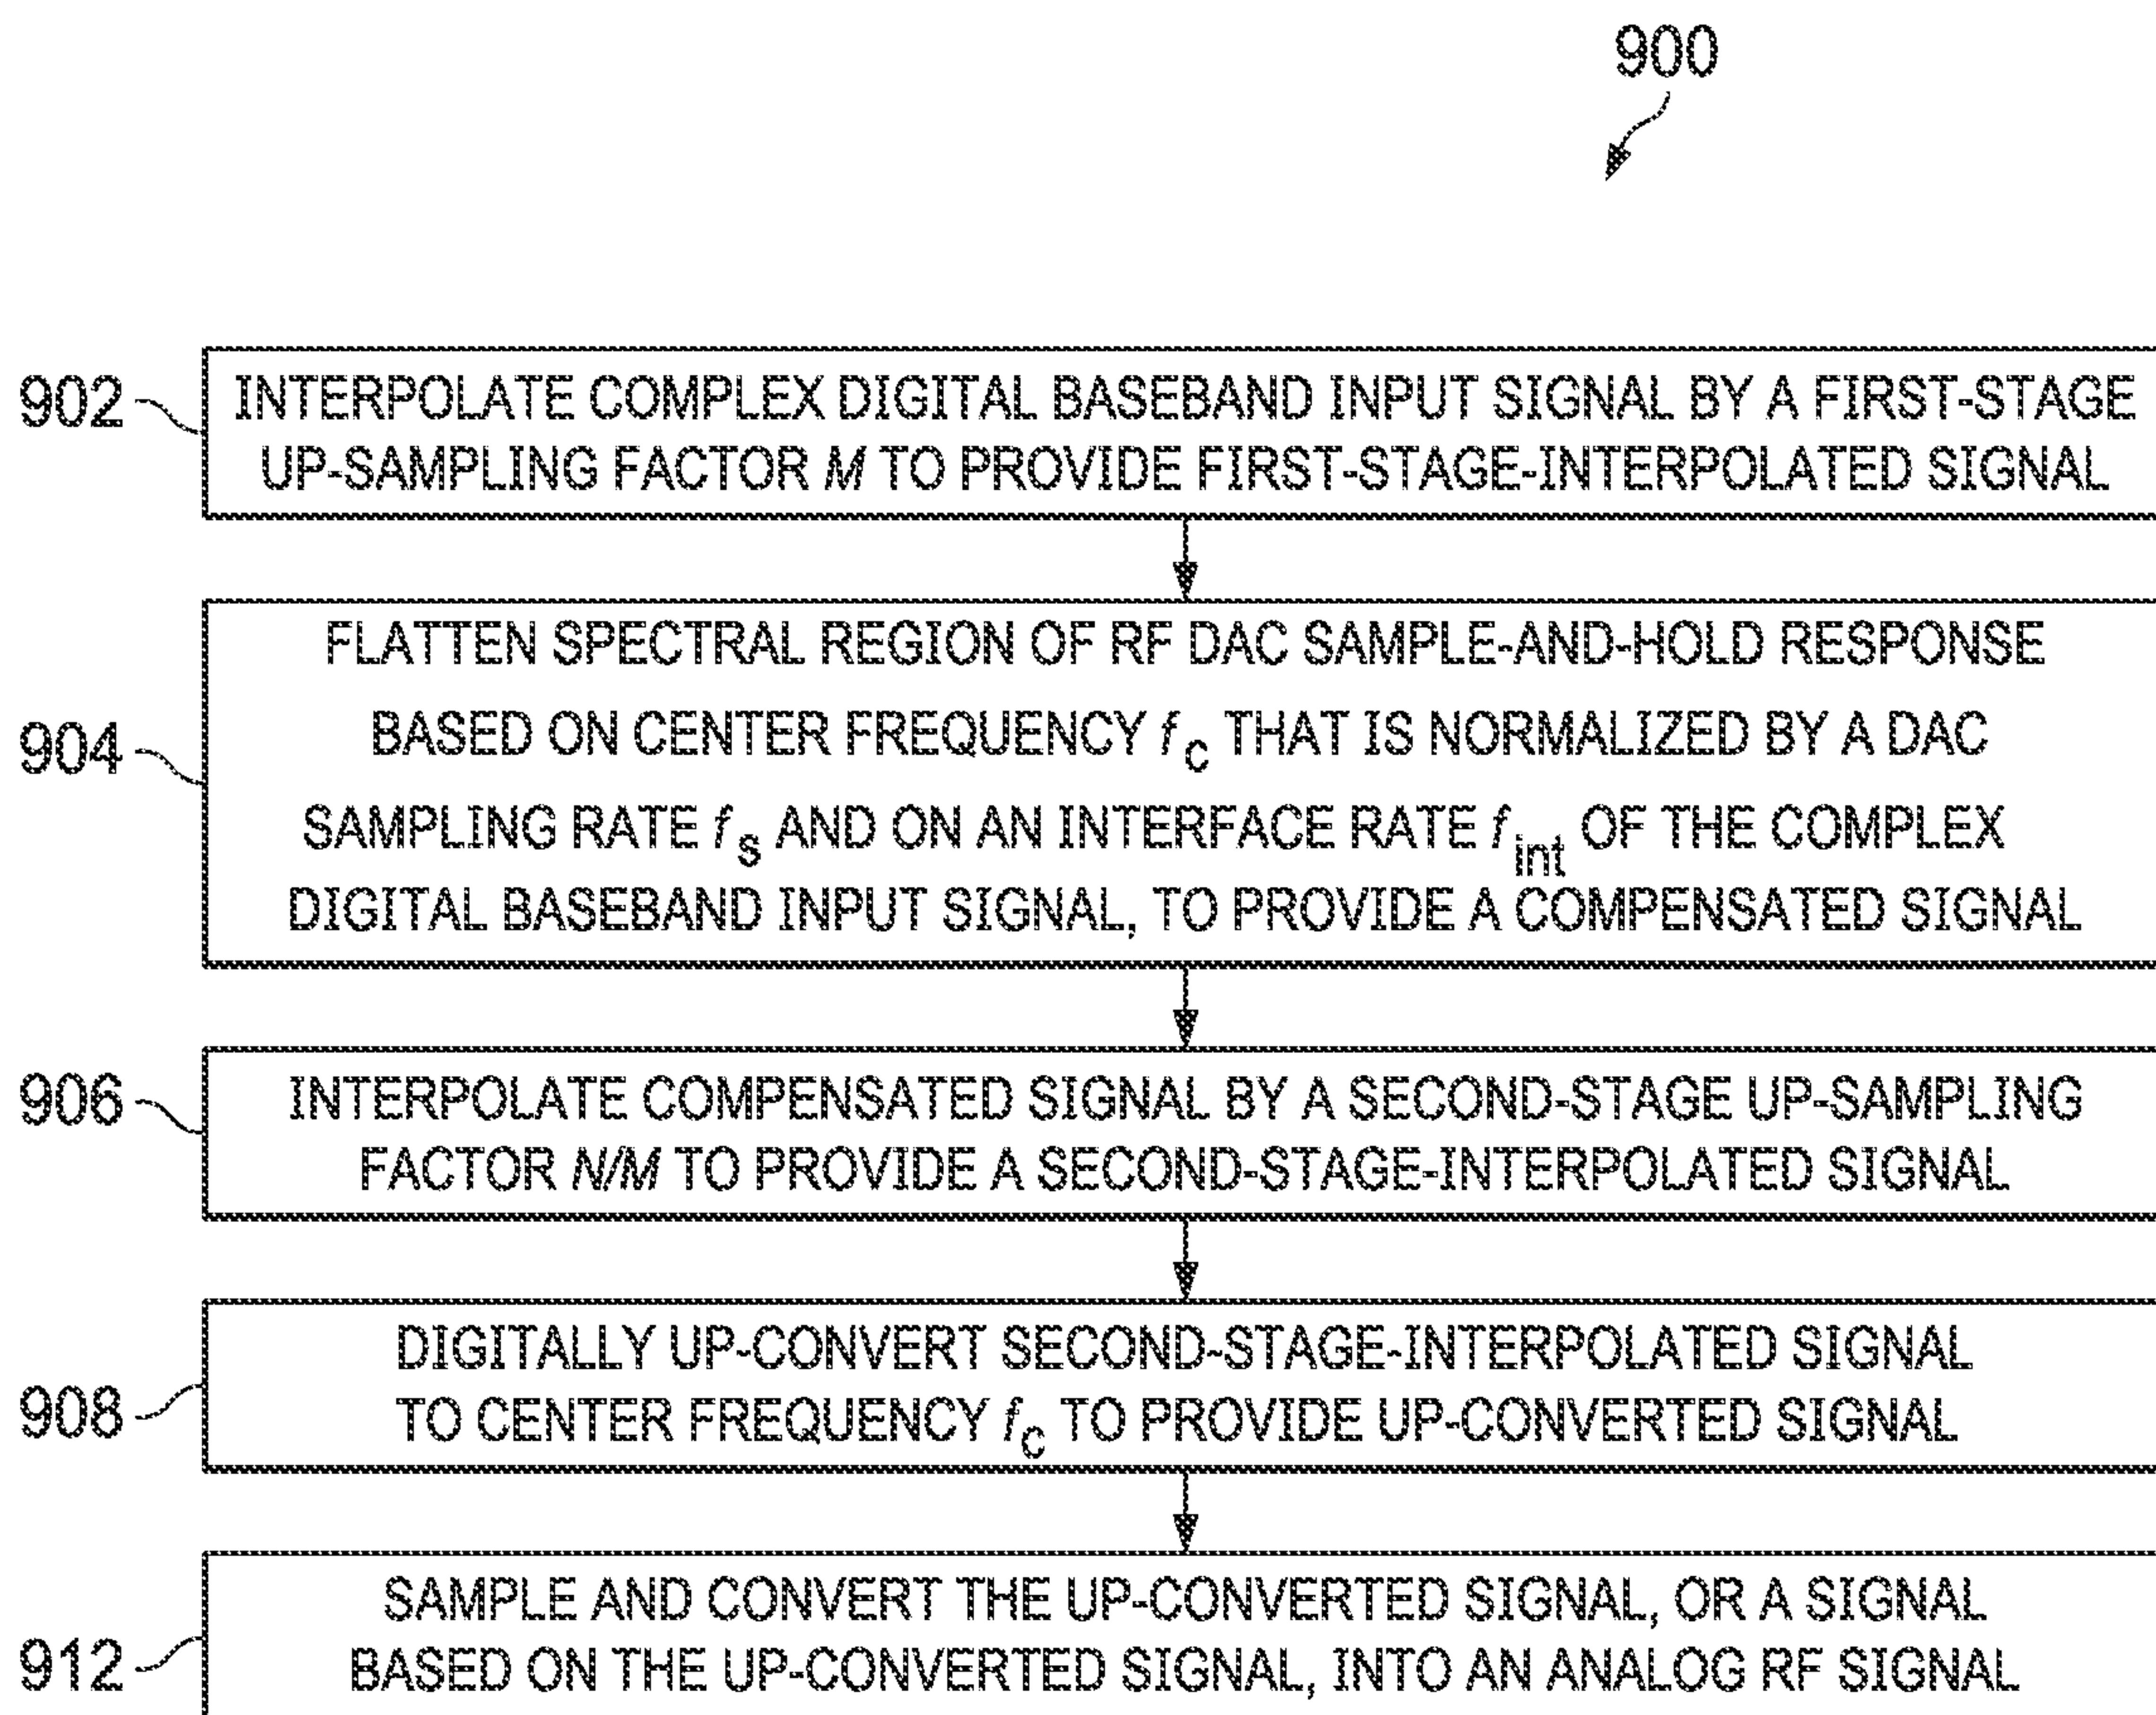 900
902
INTERPOLATE COMPLEX DIGITAL BASEBAND INPUT SIGNAL BY A FIRST-STAGE
UP-SAMPLING FACTOR M TO PROVIDE FIRST-STAGE-INTERPOLATED SIGNAL
904
FLATTEN SPECTRAL REGION OF RF DAC SAMPLE-AND-HOLD RESPONSE
BASED ON CENTER FREQUENCY f c THAT IS NORMALIZED BY A DAC
SAMPLING RATE f s AND ON AN INTERFACE RATE f int OF THE COMPLEX
DIGITAL BASEBAND INPUT SIGNAL, TO PROVIDE A COMPENSATED SIGNAL
906
INTERPOLATE COMPENSATED SIGNAL BY A SECOND-STAGE UP-SAMPLING
FACTOR N/M TO PROVIDE A SECOND-STAGE-INTERPOLATED SIGNAL
908
DIGITALLY UP-CONVERT SECOND-STAGE-INTERPOLATED SIGNAL
TO CENTER FREQUENCY f c TO PROVIDE UP-CONVERTED SIGNAL
912
SAMPLE AND CONVERT THE UP-CONVERTED SIGNAL, OR A SIGNAL
BASED ON THE UP-CONVERTED SIGNAL, INTO AN ANALOG RF SIGNAL